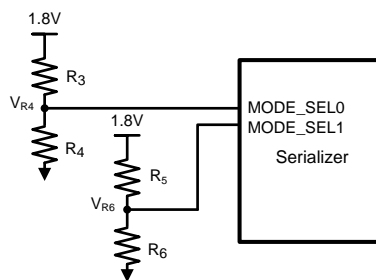 1.8V
R3
VR4
R4
MODE_SEL0
1.8V
MODE_SEL1
Serializer
R5
VR6
R6